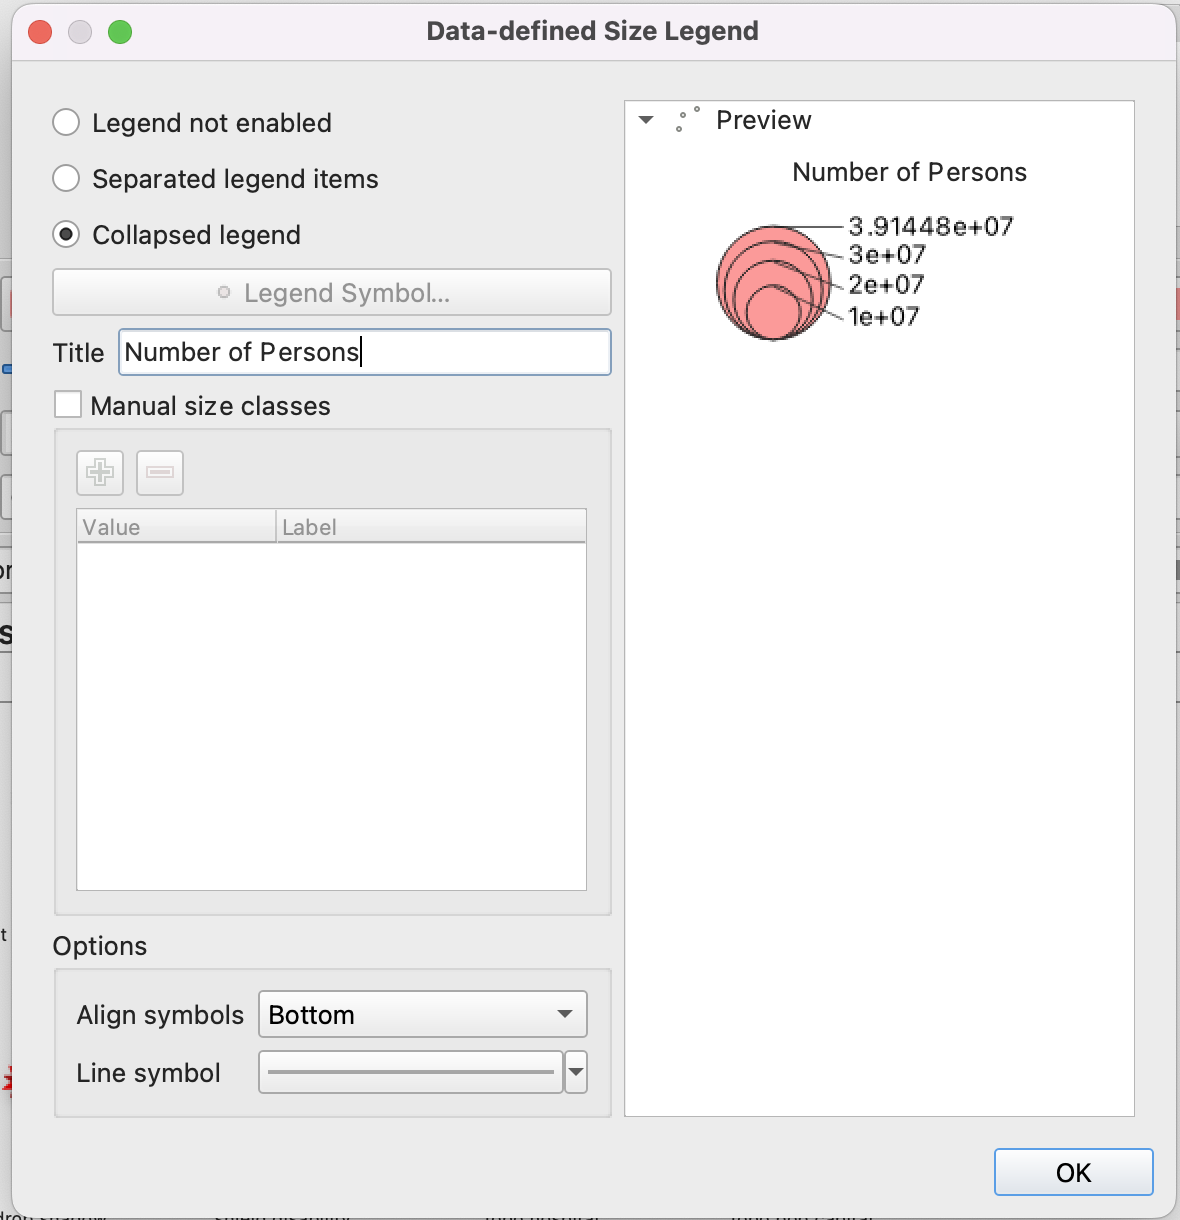 Data-defined Size Legend
Legend not enabled
Separated legend items
Collapsed legend
Legend Symbol...
Title Number of Persons
Manual size classes
Value Label
Options
Align symbols Bottom
Line symbol
Preview
Number of Persons
3.91448e+07
3e+07
2e+07
1e+07
OK